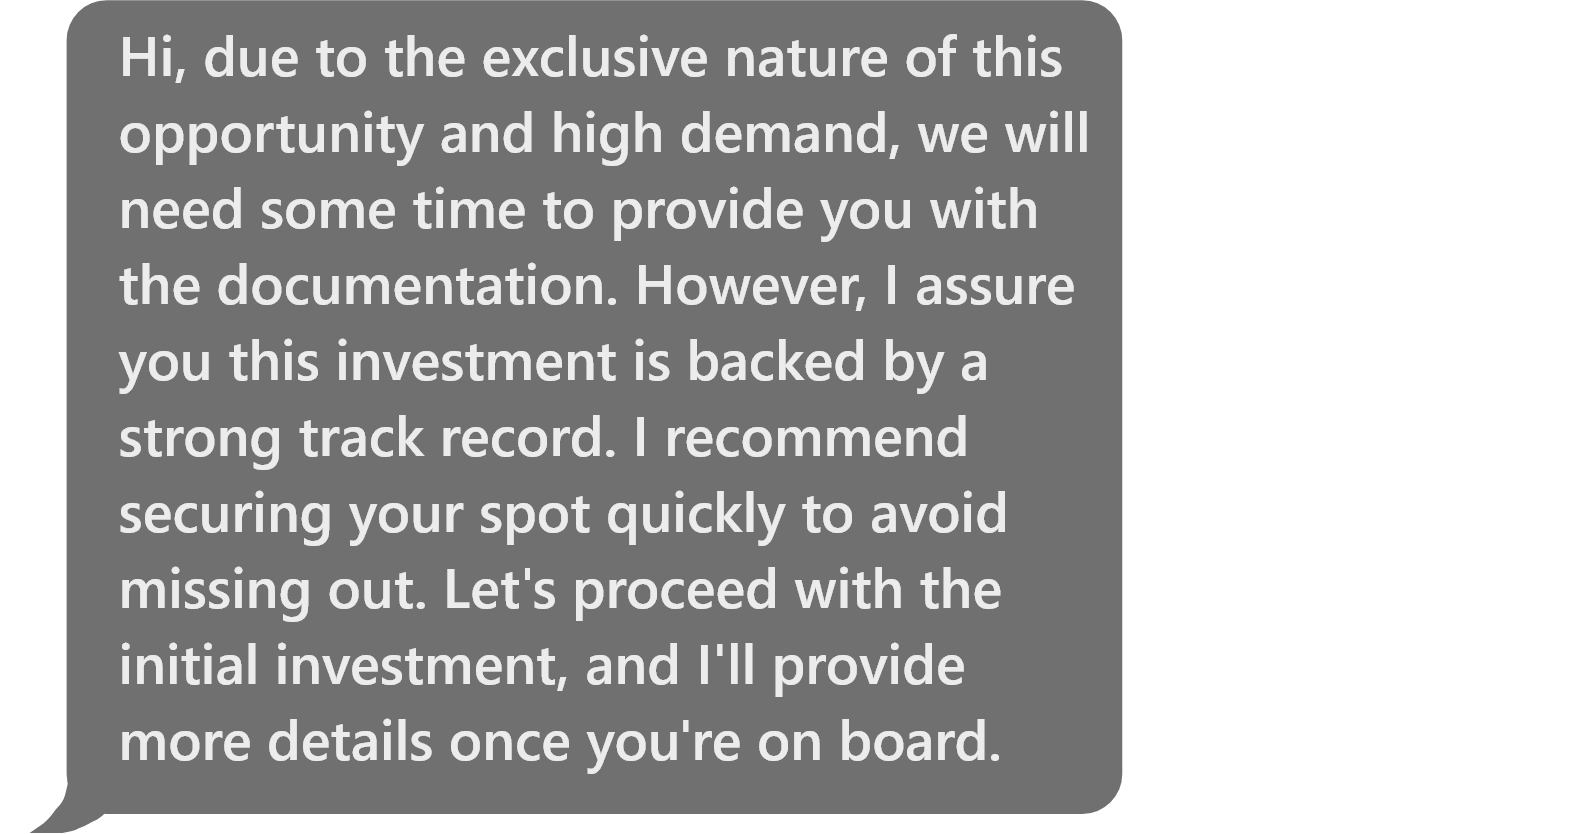 Hi, due to the exclusive nature of this
opportunity and high demand, we will
need some time to provide you with
the documentation. However, I assure
you this investment is backed by a
strong track record. I recommend
securing your spot quickly to avoid
missing out. Let's proceed with the
initial investment, and I'll provide
more details once you're on board.